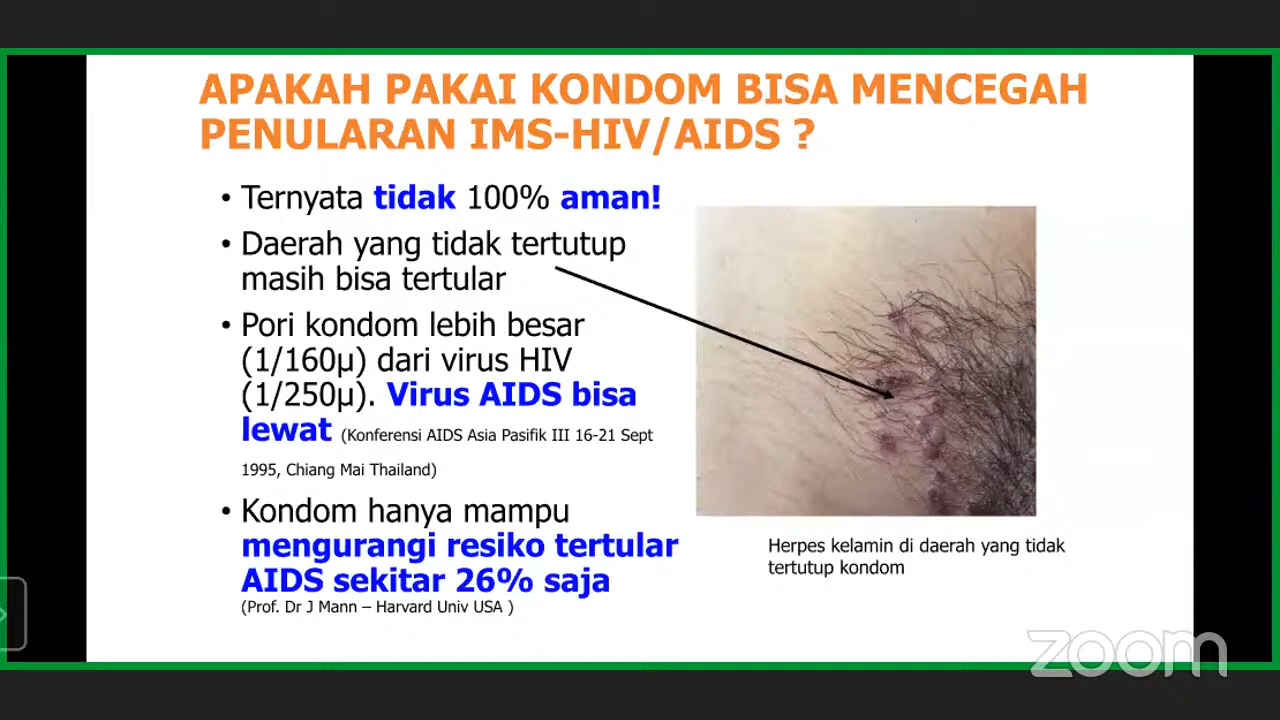 APAKAH PAKAI KONDOM BISA MENCEGAH
PENULARAN IMS-HIV/AIDS ?
• Ternyata tidak 100% aman!
• Daerah yang tidak tertutup
masih bisa tertular
• Pori kondom lebih besar
(1/160µ) dari virus HIV
(1/250µ). Virus AIDS bisa
lewat (Konferensi AIDS Asia Pasifik III 16-21 Sept
1995, Chiang Mai Thailand)
• Kondom hanya mampu
mengurangi resiko tertular
AIDS sekitar 26% saja
(Prof. Dr J Mann – Harvard Univ USA )
Herpes kelamin di daerah yang tidak
tertutup kondom
zoom